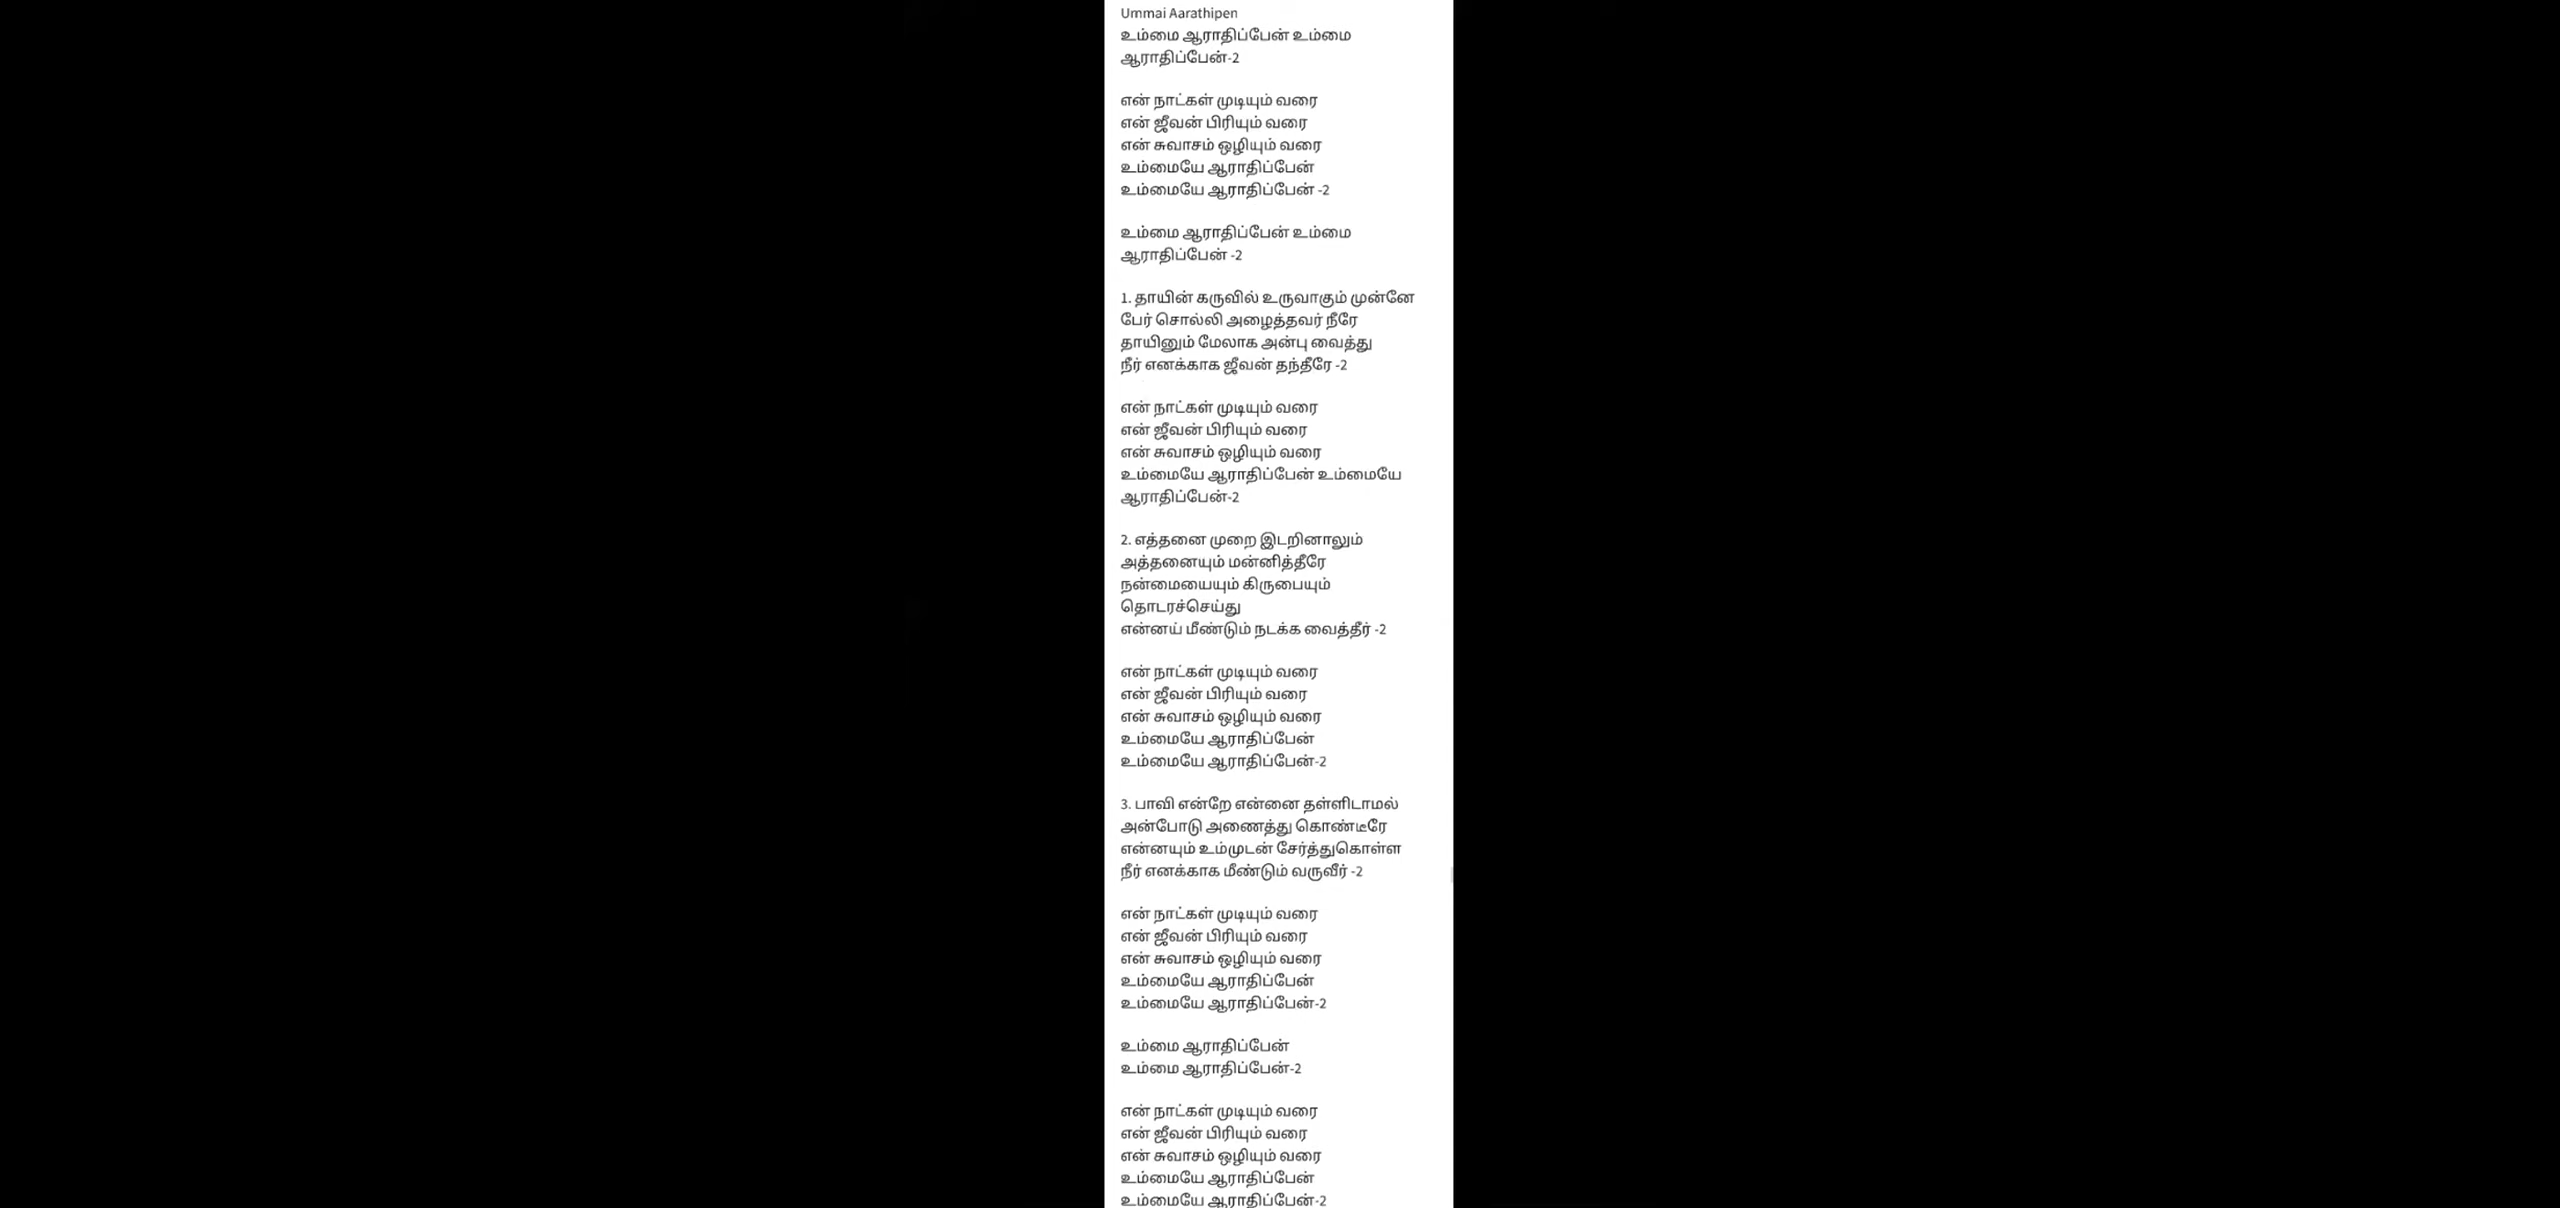 Ummai Aarathipen
உம்மை ஆராதிப்பேன் உம்மை
ஆராதிப்பேன்-2
என் நாட்கள் முடியும் வரை
என் ஜீவன் பிரியும் வரை
என் சுவாசம் ஒழியும் வரை
உம்மையே ஆராதிப்பேன்
உம்மையே ஆராதிப்பேன் -2
உம்மை ஆராதிப்பேன் உம்மை
ஆராதிப்பேன் -2
1. தாயின் கருவில் உருவாகும் முன்னே
பேர் சொல்லி அழைத்தவர் நீரே
தாயினும் மேலாக அன்பு வைத்து
நீர் எனக்காக ஜீவன் தந்தீரே -2
என் நாட்கள் முடியும் வரை
என் ஜீவன் பிரியும் வரை
என் சுவாசம் ஒழியும் வரை
உம்மையே ஆராதிப்பேன் உம்மையே
ஆராதிப்பேன்-2
2. எத்தனை முறை இடறினாலும்
அத்தனையும் மன்னித்தீரே
நன்மையையும் கிருபையும்
தொடரச்செய்து
என்னய் மீண்டும் நடக்க வைத்தீர் -2
என் நாட்கள் முடியும் வரை
என் ஜீவன் பிரியும் வரை
என் சுவாசம் ஒழியும் வரை
உம்மையே ஆராதிப்பேன்
உம்மையே ஆராதிப்பேன்-2
3. பாவி என்றே என்னை தள்ளிடாமல்
அன்போடு அணைத்து கொண்டீரே
என்னயும் உம்முடன் சேர்த்துகொள்ள
நீர் எனக்காக மீண்டும் வருவீர் -2
என் நாட்கள் முடியும் வரை
என் ஜீவன் பிரியும் வரை
என் சுவாசம் ஒழியும் வரை
உம்மையே ஆராதிப்பேன்
உம்மையே ஆராதிப்பேன்-2
உம்மை ஆராதிப்பேன்
உம்மை ஆராதிப்பேன்-2
என் நாட்கள் முடியும் வரை
என் ஜீவன் பிரியும் வரை
என் சுவாசம் ஒழியும் வரை
உம்மையே ஆராதிப்பேன்
உம்மையே ஆராதிப்பேன்-2